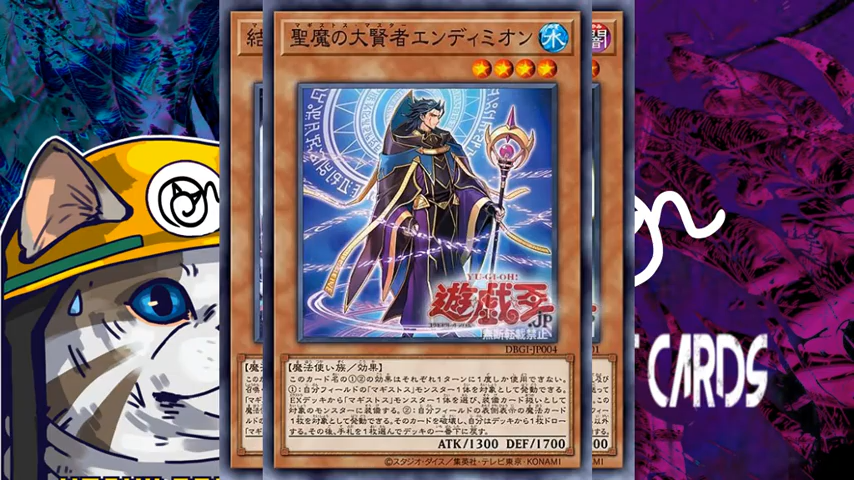 マギストス・マスター
聖魔の大賢者エンディミオン
水
結
闇
YU-GI-OH!
遊戯王
JP
無断転載禁止
DBGI-JP004
【魔法使い族/効果】
このカード名の①②の効果はそれぞれ1ターンに1度しか使用できない。
①:自分フィールドの「マギストス」モンスター1体を対象として発動できる。
EXデッキから「マギストス」モンスター1体を選び、装備カード扱いとして
対象のモンスターに装備する。②:自分フィールドの表側表示の魔法カード
1枚を対象として発動できる。そのカードを破壊し、自分はデッキから1枚ドロー
する。その後、手札を1枚選んでデッキの一番下に戻す。
ATK/1300 DEF/1700
©スタジオ・ダイス/集英社・テレビ東京・KONAMI
CARDS